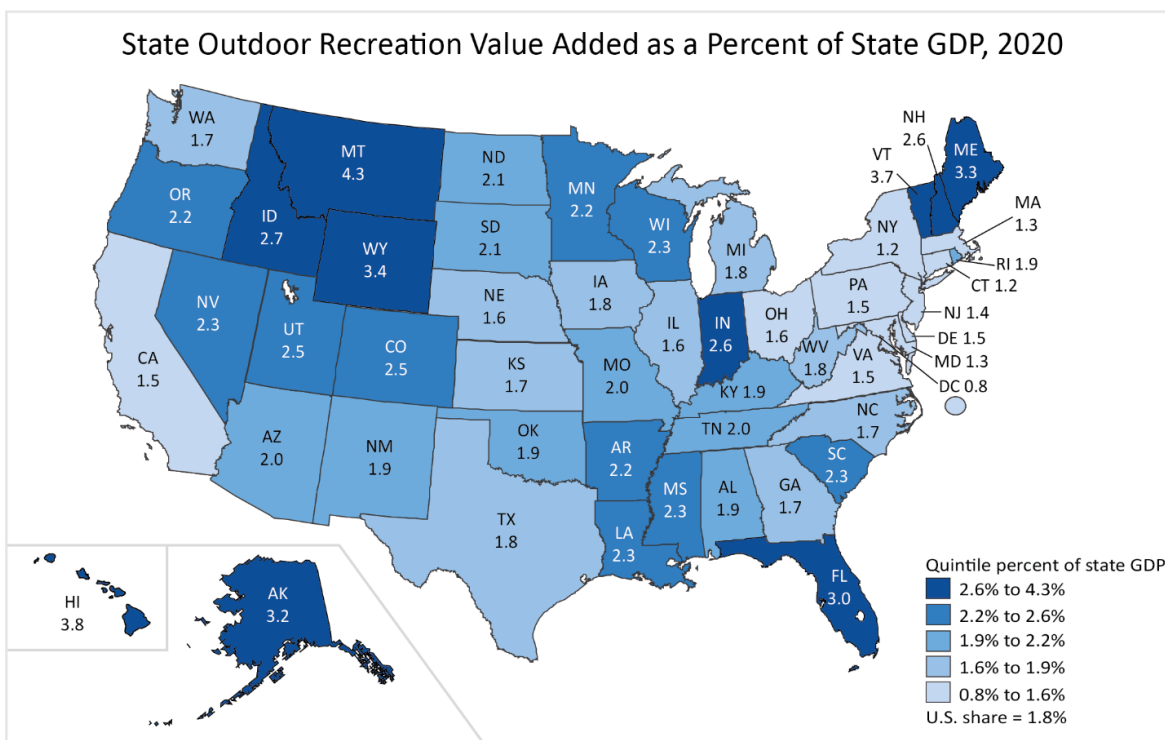 State Outdoor Recreation Value Added as a Percent of State GDP, 2020
WA
1.7
OR
2.2
CA
1.5
NV
2.3
ID
2.7
MT
4.3
WY
3.4
UT
2.5
CO
2.5
AZ
2.0
NM
1.9
ND
2.1
SD
2.1
NE
1.6
KS
1.7
OK
1.9
TX
1.8
MN
2.2
IA
1.8
MO
2.0
AR
2.2
LA
2.3
WI
2.3
IL
1.6
MI
1.8
IN
2.6
OH
1.6
KY 1.9
TN 2.0
MS
2.3
AL
1.9
GA
1.7
FL
3.0
SC
2.3
NC
1.7
VA
1.5
WV
1.8
PA
1.5
NY
1.2
VT
3.7
NH
2.6
ME
3.3
MA
1.3
RI 1.9
CT 1.2
NJ 1.4
DE 1.5
MD 1.3
DC 0.8
HI
3.8
AK
3.2
Quintile percent of state GDP
2.6% to 4.3%
2.2% to 2.6%
1.9% to 2.2%
1.6% to 1.9%
0.8% to 1.6%
U.S. share = 1.8%